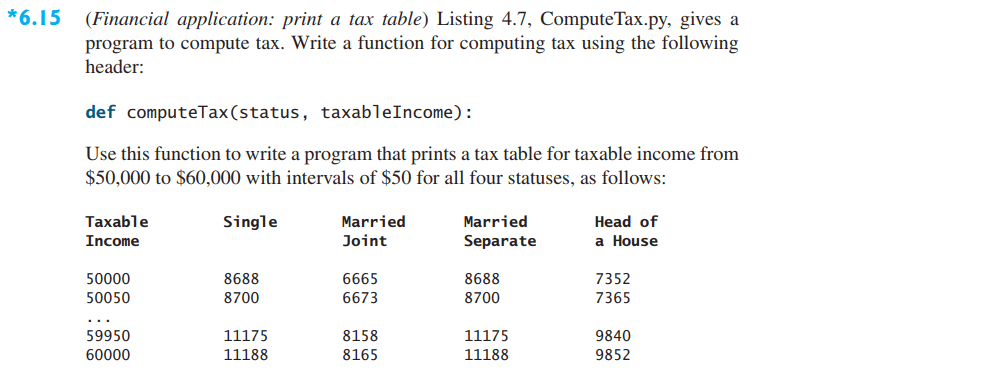 *6.15 (Financial application: print a tax table) Listing 4.7, ComputeTax.py, gives a
program to compute tax. Write a function for computing tax using the following
header:
def computeTax(status, taxableIncome):
Use this function to write a program that prints a tax table for taxable income from
$50,000 to $60,000 with intervals of $50 for all four statuses, as follows:
Taxable Single Married Married Head of
Income Joint Separate a House
50000 8688 6665 8688 7352
50050 8700 6673 8700 7365
...
59950 11175 8158 11175 9840
60000 11188 8165 11188 9852